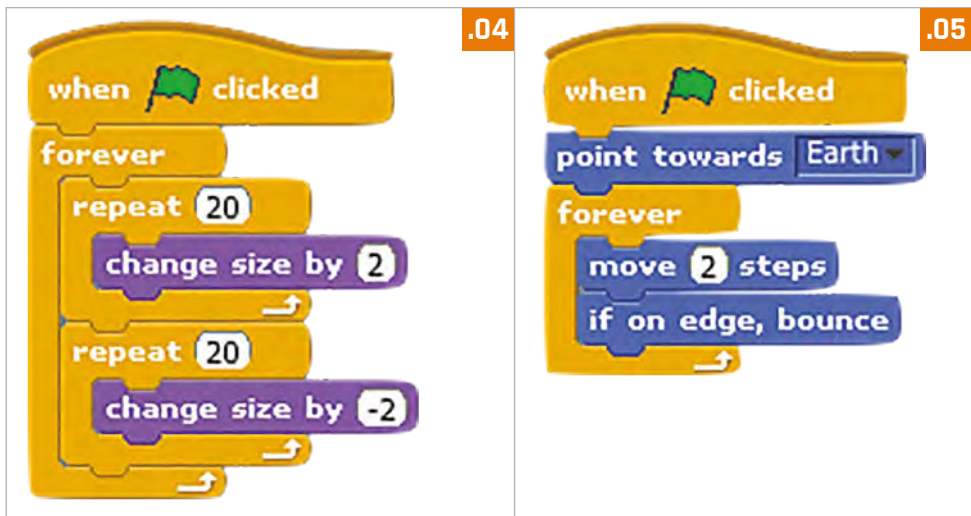 .04
when clicked
forever
repeat 20
change size by 2
repeat 20
change size by -2
.05
when clicked
point towards Earth
forever
move 2 steps
if on edge, bounce